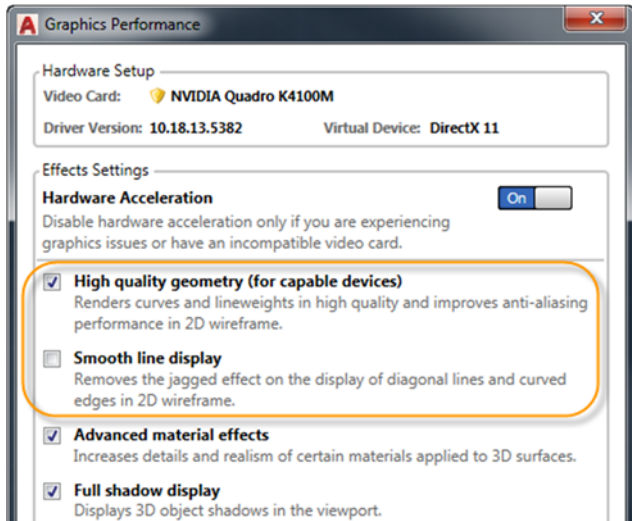 Graphics Performance
Hardware Setup
Video Card: NVIDIA Quadro K4100M
Driver Version: 10.18.13.5382 Virtual Device: DirectX 11
Effects Settings
Hardware Acceleration On
Disable hardware acceleration only if you are experiencing
graphics issues or have an incompatible video card.
High quality geometry (for capable devices)
Renders curves and lineweights in high quality and improves anti-aliasing
performance in 2D wireframe.
Smooth line display
Removes the jagged effect on the display of diagonal lines and curved
edges in 2D wireframe.
Advanced material effects
Increases details and realism of certain materials applied to 3D surfaces.
Full shadow display
Displays 3D object shadows in the viewport.